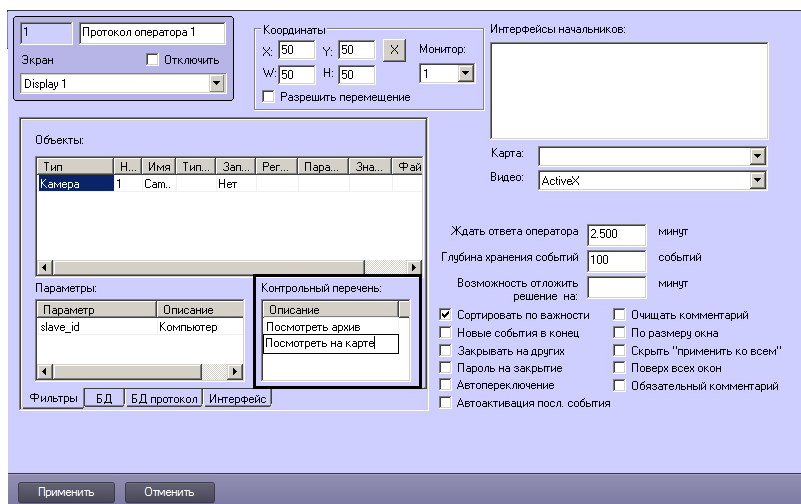 1 Протокол оператора 1
Экран Отключить
Display 1
Координаты
X: 50 Y: 50 X Монитор:
W: 50 H: 50 1
Разрешить перемещение
Интерфейсы начальников:
Карта:
Видео: ActiveX
Объекты:
Тип Н... Имя Тип... Зап... Рег... Пара... Зна... Фай
Камера 1 Cam.. Нет
Параметры:
Параметр Описание
slave_id Компьютер
Контрольный перечень:
Описание
Посмотреть архив
Посмотреть на карте
Фильтры БД БД протокол Интерфейс
Ждать ответа оператора 2.500 минут
Глубина хранения событий 100 событий
Возможность отложить
решение на: минут
Сортировать по важности Очищать комментарий
Новые события в конец По размеру окна
Закрывать на других Скрыть "применить ко всем"
Пароль на закрытие Поверх всех окон
Автопереключение Обязательный комментарий
Автоактивация посл. события
Применить Отменить